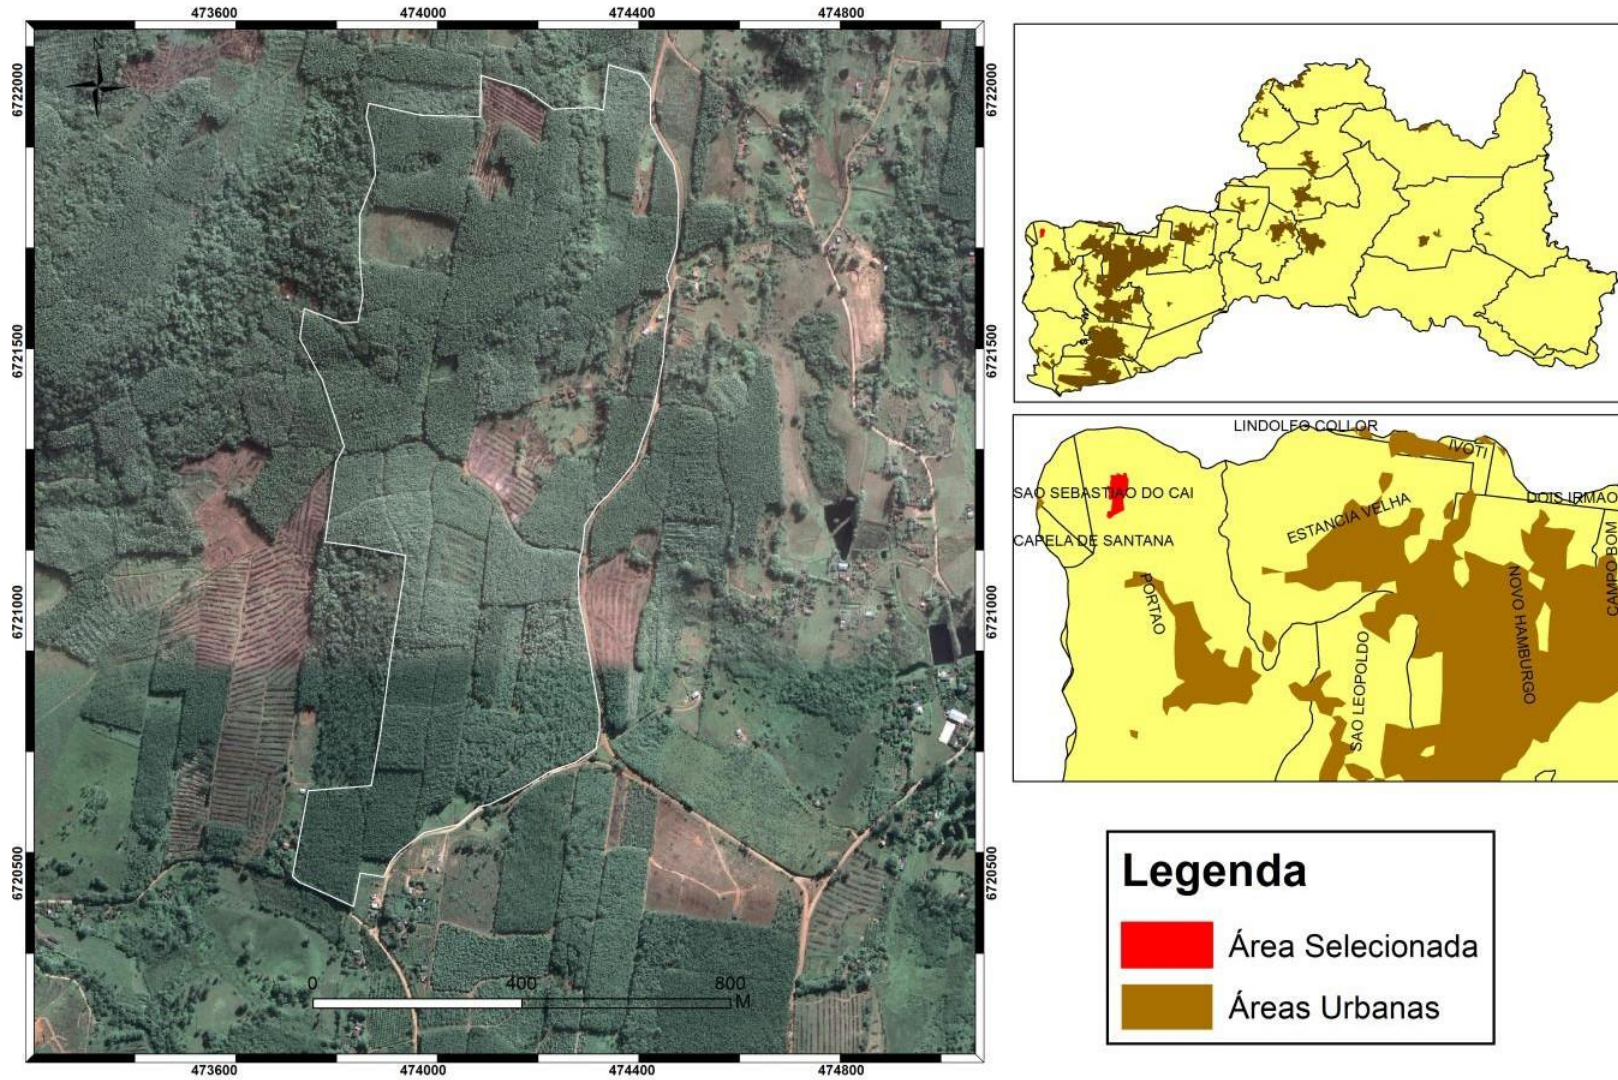 473600
474000
474400
474800
N
6722000
6722000
6721500
6721500
6721000
6721000
6720500
6720500
0
400
800
M
473600
474000
474400
474800
LINDOLFO COLLOR
IVOTI
SAO SEBASTIAO DO CAI
DOIS IRMAO
ESTANCIA VELHA
CAPELA DE SANTANA
CAMPO BOM
PORTAO
NOVO HAMBURGO
SAO LEOPOLDO
Legenda
Área Selecionada
Áreas Urbanas